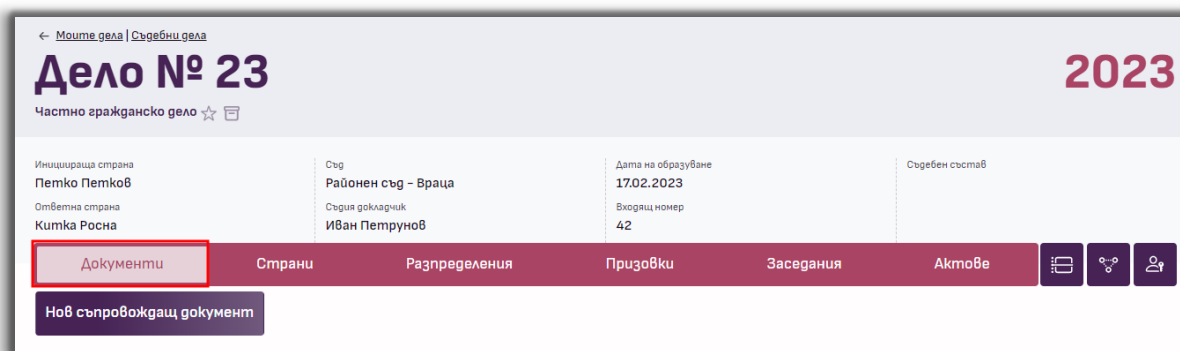 ← Моите дела | Съдебни дела
Дело № 23
2023
Частно гражданско дело
Иницшираща страна
Петко Петков
Ответна страна
Китка Росна
Съд
Районен съд - Враца
Съдия докладчик
Иван Петрунов
Дата на образуване
17.02.2023
Входящ номер
42
Съдебен състав
Документи
Страни
Разпределения
Призовки
Заседания
Актове
Нов съпровождащ документ